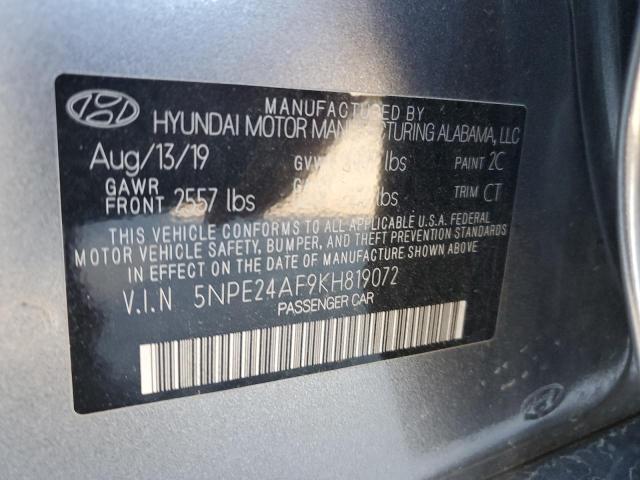 MANUFACTURED BY
HYUNDAI MOTOR MANUFACTURING ALABAMA, LLC
Aug/13/19 lbs PAINT 2C
GAWR
FRONT 2557 lbs lbs TRIM CT
THIS VEHICLE CONFORMS TO ALL APPLICABLE U.S.A. FEDERAL
MOTOR VEHICLE SAFETY, BUMPER, AND THEFT PREVENTION
STANDARDS IN EFFECT ON THE DATE OF MANUFACTURE SHOWN ABOVE.
V.I.N 5NPE24AF9KH819072
PASSENGER CAR